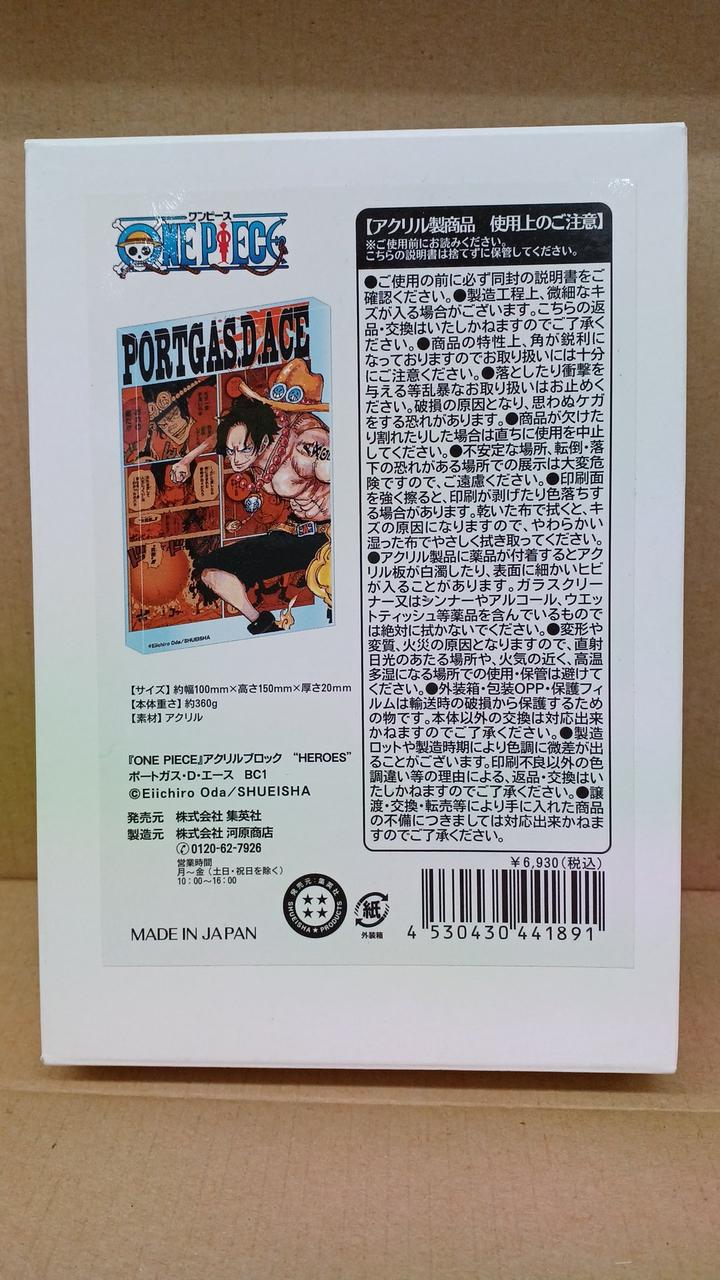 ワンピース
ONE PIECE
PORTGAS.D.ACE
©Eiichiro Oda/SHUEISHA
【サイズ】約幅100mm×高さ150mm×厚さ20mm
【本体重さ】約360g
【素材】アクリル
『ONE PIECE』アクリルブロック “HEROES”
ポートガス・D・エース BC1
©Eiichiro Oda/SHUEISHA
発売元 株式会社 集英社
製造元 株式会社 河原商店
0120-62-7926
営業時間
月～金(土日・祝日を除く)
10:00～16:00
MADE IN JAPAN
発売元:集英社
SHUEISHA★PRODUCTS
紙
外装箱
【アクリル製商品 使用上のご注意】
※ご使用前にお読みください。
こちらの説明書は捨てずに保管してください。
●ご使用の前に必ず同封の説明書をご
確認ください。●製造工程上、微細なキ
ズが入る場合がございます。こちらの返
品・交換はいたしかねますのでご了承く
ださい。●商品の特性上、角が鋭利に
なっておりますのでお取り扱いには十分
にご注意ください。●落としたり衝撃を
与える等乱暴なお取り扱いはお止めく
ださい。破損の原因となり、思わぬケガ
をする恐れがあります。●商品が欠けた
り割れたりした場合は直ちに使用を中止
してください。●不安定な場所、転倒・落
下の恐れがある場所での展示は大変危
険ですので、ご遠慮ください。●印刷面
を強く擦ると、印刷が剥げたり色落ちす
る場合があります。乾いた布で拭くと、キ
ズの原因になりますので、やわらかい
湿った布でやさしく拭き取ってください。
●アクリル製品に薬品が付着するとアク
リル板が白濁したり、表面に細かいヒビ
が入ることがあります。ガラスクリー
ナー又はシンナーやアルコール、ウエッ
トティッシュ等薬品を含んでいるもので
は絶対に拭かないでください。●変形や
変質、火災の原因となりますので、直射
日光のあたる場所や、火気の近く、高温
多湿になる場所での使用・保管は避けて
ください。●外装箱・包装OPP・保護フィ
ルムは輸送時の破損から保護するため
の物です。本体以外の交換は対応出来
かねますのでご了承ください。●製造
ロットや製造時期により色調に微差が出
ることがございます。印刷不良以外の色
調違い等の理由による、返品・交換はい
たしかねますのでご了承ください。●譲
渡・交換・転売等により手に入れた商品
の不備につきましては対応出来かねま
すのでご了承ください。
￥6,930(税込)
4 530430 441891